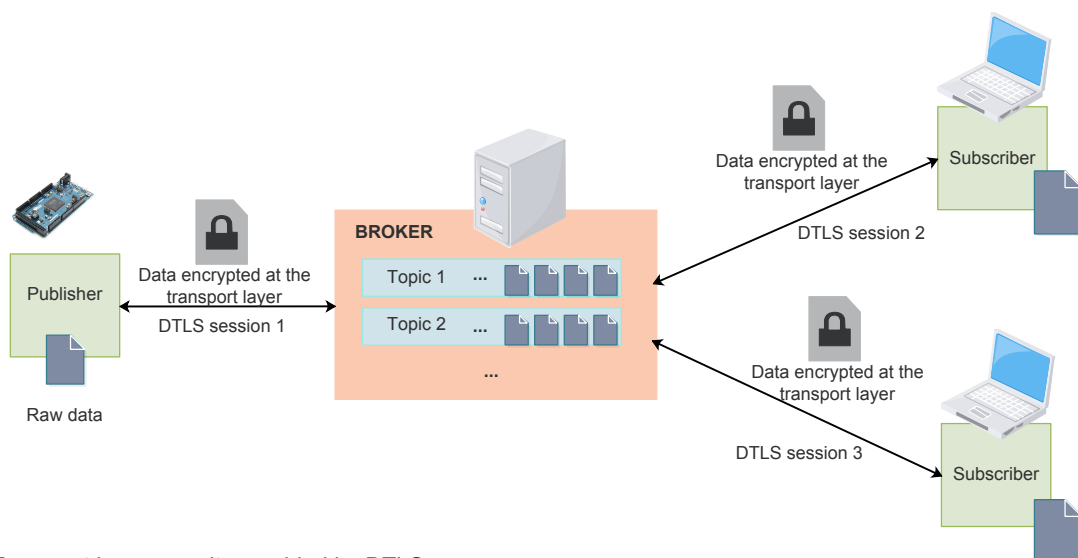 Data encrypted at the
transport layer
Subscriber
DTLS session 2
BROKER
Data encrypted at the
transport layer
Topic 1 ...
Publisher
DTLS session 1
Topic 2 ...
...
Raw data
Data encrypted at the
transport layer
DTLS session 3
Subscriber